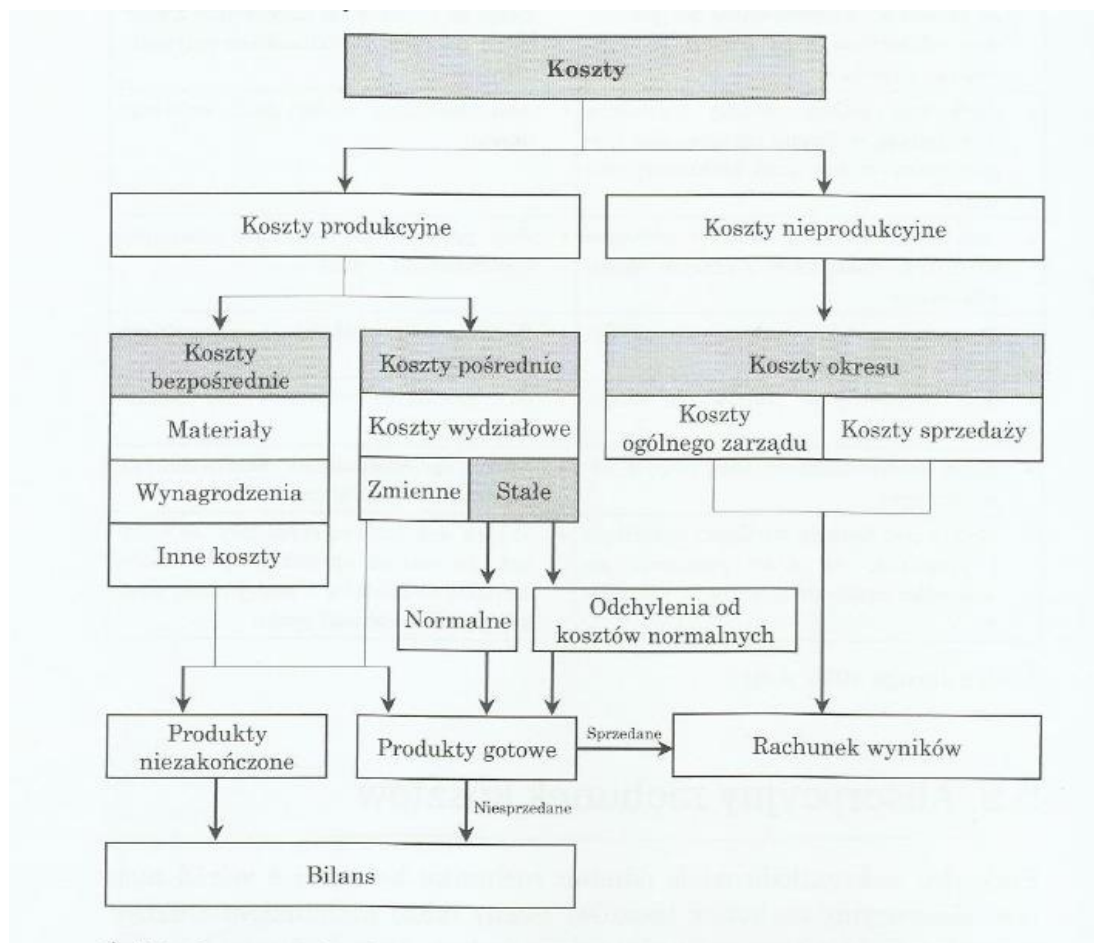 Koszty
Koszty produkcyjne
Koszty nieprodukcyjne
Koszty
bezpośrednie
Materiały
Wynagrodzenia
Inne koszty
Koszty pośrednie
Koszty wydziałowe
Zmienne
Stałe
Koszty okresu
Koszty
ogólnego zarządu
Koszty sprzedaży
Normalne
Odchylenia od
kosztów normalnych
Produkty
niezakończone
Produkty gotowe
Sprzedane
Rachunek wyników
Niesprzedane
Bilans